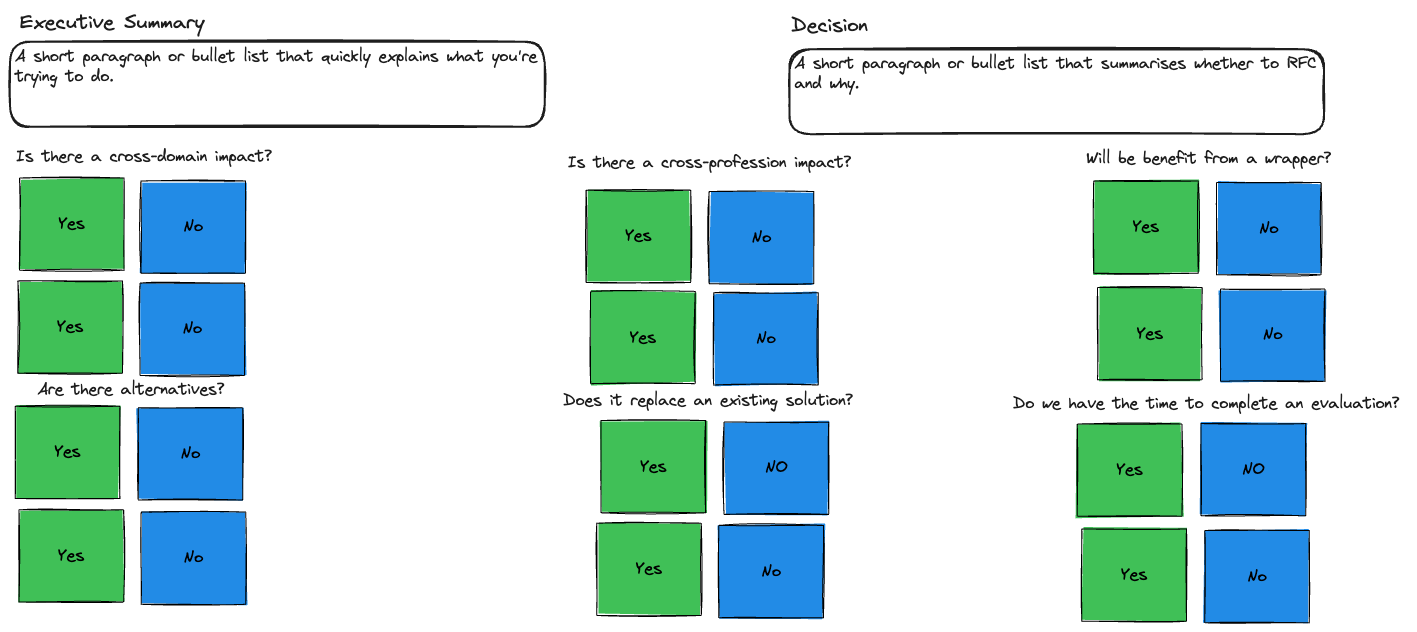 Executive Summary
Decision
A short paragraph or bullet list that quickly explains what you're
trying to do.
A short paragraph or bullet list that summarises whether to RFC
and why.
Is there a cross-domain impact?
Is there a cross-profession impact?
Will be benefit from a wrapper?
Yes
No
Yes
No
Yes
No
Yes
No
Yes
No
Yes
No
Are there alternatives?
Does it replace an existing solution?
Do we have the time to complete an evaluation?
Yes
No
Yes
NO
Yes
NO
Yes
No
Yes
No
Yes
No